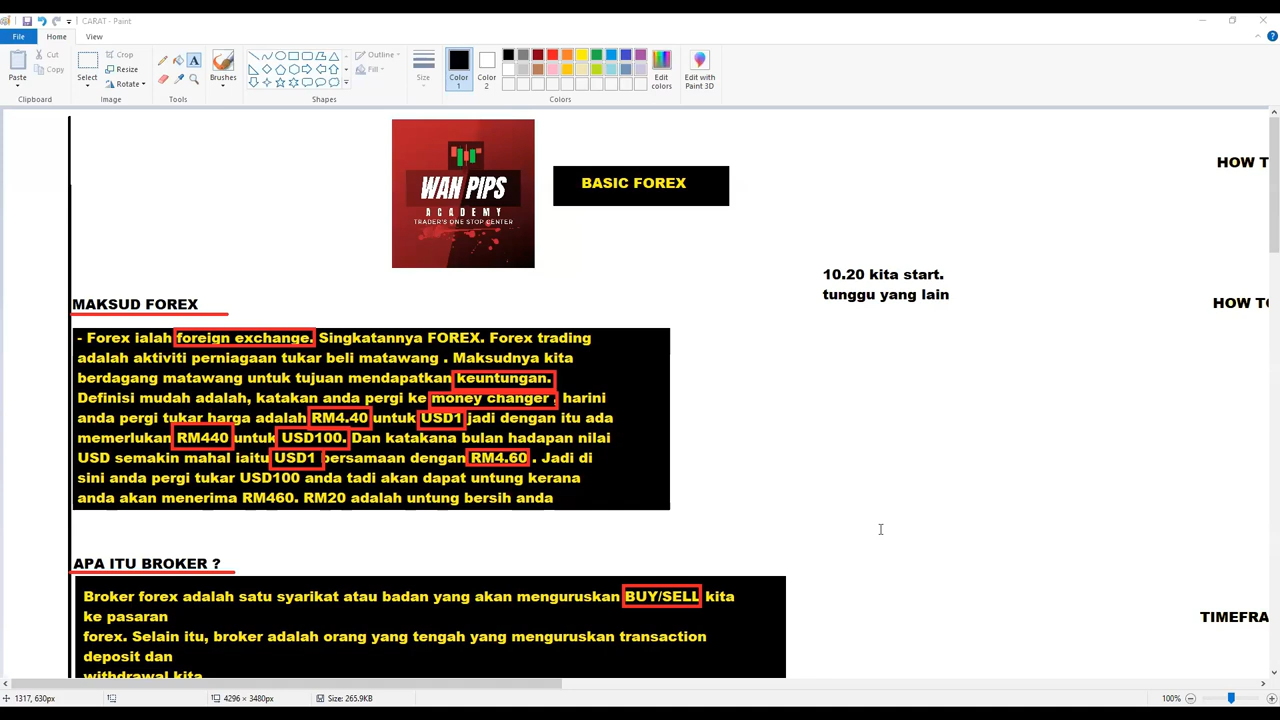 CARAT - Paint
File
Home
View
Paste
Cut
Copy
Clipboard
Select
Crop
Resize
Rotate
Image
A
Tools
Brushes
Shapes
Outline
Fill
Size
Color 1
Color 2
Colors
Edit colors
Edit with Paint 3D
WAN PIPS
ACADEMY
TRADER'S ONE STOP CENTER
BASIC FOREX
HOW T
10.20 kita start.
tunggu yang lain
HOW TO
MAKSUD FOREX
- Forex ialah foreign exchange. Singkatannya FOREX. Forex trading
adalah aktiviti perniagaan tukar beli matawang . Maksudnya kita
berdagang matawang untuk tujuan mendapatkan keuntungan.
Definisi mudah adalah, katakan anda pergi ke money changer , harini
anda pergi tukar harga adalah RM4.40 untuk USD1 jadi dengan itu ada
memerlukan RM440 untuk USD100. Dan katakana bulan hadapan nilai
USD semakin mahal iaitu USD1 bersamaan dengan RM4.60 . Jadi di
sini anda pergi tukar USD100 anda tadi akan dapat untung kerana
anda akan menerima RM460. RM20 adalah untung bersih anda
APA ITU BROKER ?
Broker forex adalah satu syarikat atau badan yang akan menguruskan BUY/SELL kita
ke pasaran
forex. Selain itu, broker adalah orang yang tengah yang menguruskan transaction
deposit dan
withdrawal kita
TIMEFRA
1317, 630px
4296 × 3480px
Size: 265.9KB
100%